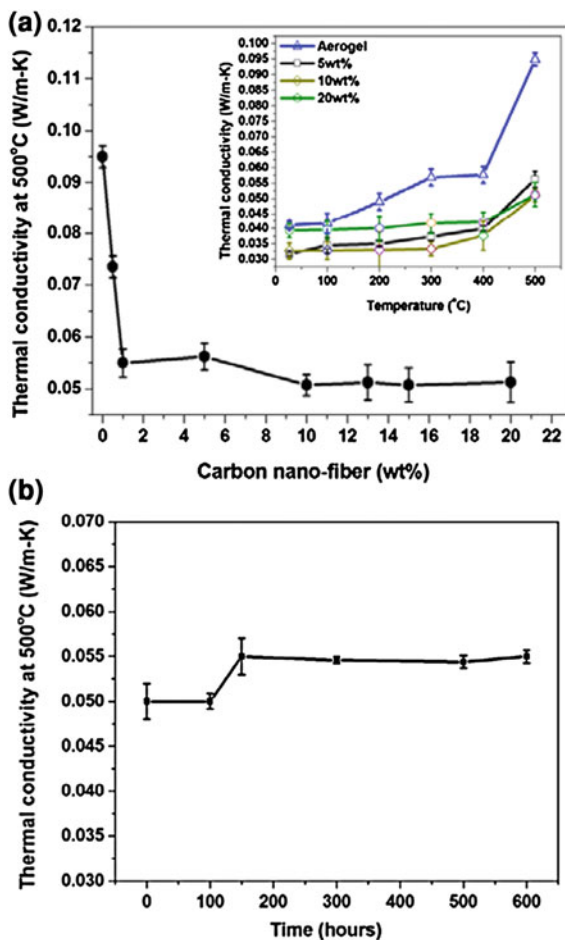 (a)
0.12
0.11
0.10
0.09
0.08
0.07
0.06
0.05
Thermal conductivity at 500°C (W/m-K)
0 2 4 6 8 10 12 14 16 18 20 22
Carbon nano-fiber (wt%)
0.100
0.095
0.090
0.085
0.080
0.075
0.070
0.065
0.060
0.055
0.050
0.045
0.040
0.035
0.030
Thermal conductivity (W/m-K)
Aerogel
5wt%
10wt%
20wt%
100 200 300 400 500
Temperature (°C)
(b)
0.070
0.065
0.060
0.055
0.050
0.045
0.040
0.035
0.030
Thermal conductivity at 500°C (W/m-K)
0 100 200 300 400 500 600
Time (hours)